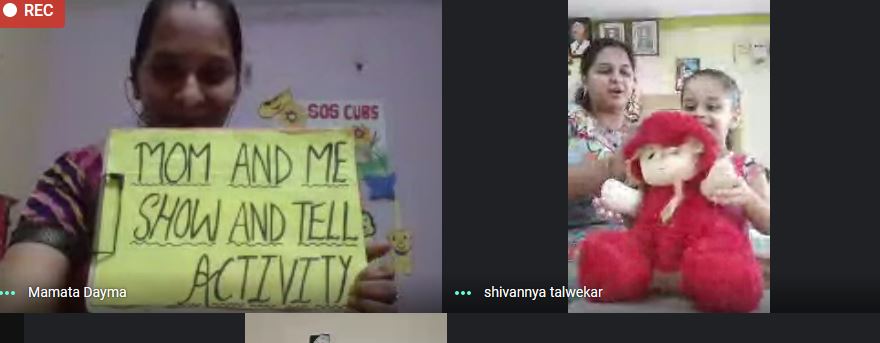 REC
SOS CUBS
MOM AND ME
SHOW AND TELL
ACTIVITY
Mamata Dayma
shivannya talwekar